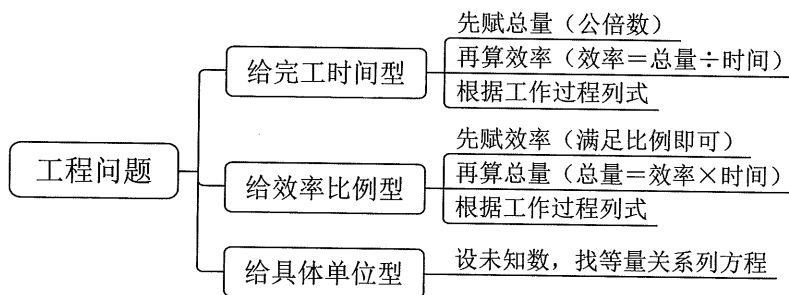 工程问题
给完工时间型
先赋总量（公倍数）
再算效率（效率＝总量÷时间）
根据工作过程列式
给效率比例型
先赋效率（满足比例即可）
再算总量（总量＝效率×时间）
根据工作过程列式
给具体单位型
设未知数，找等量关系列方程